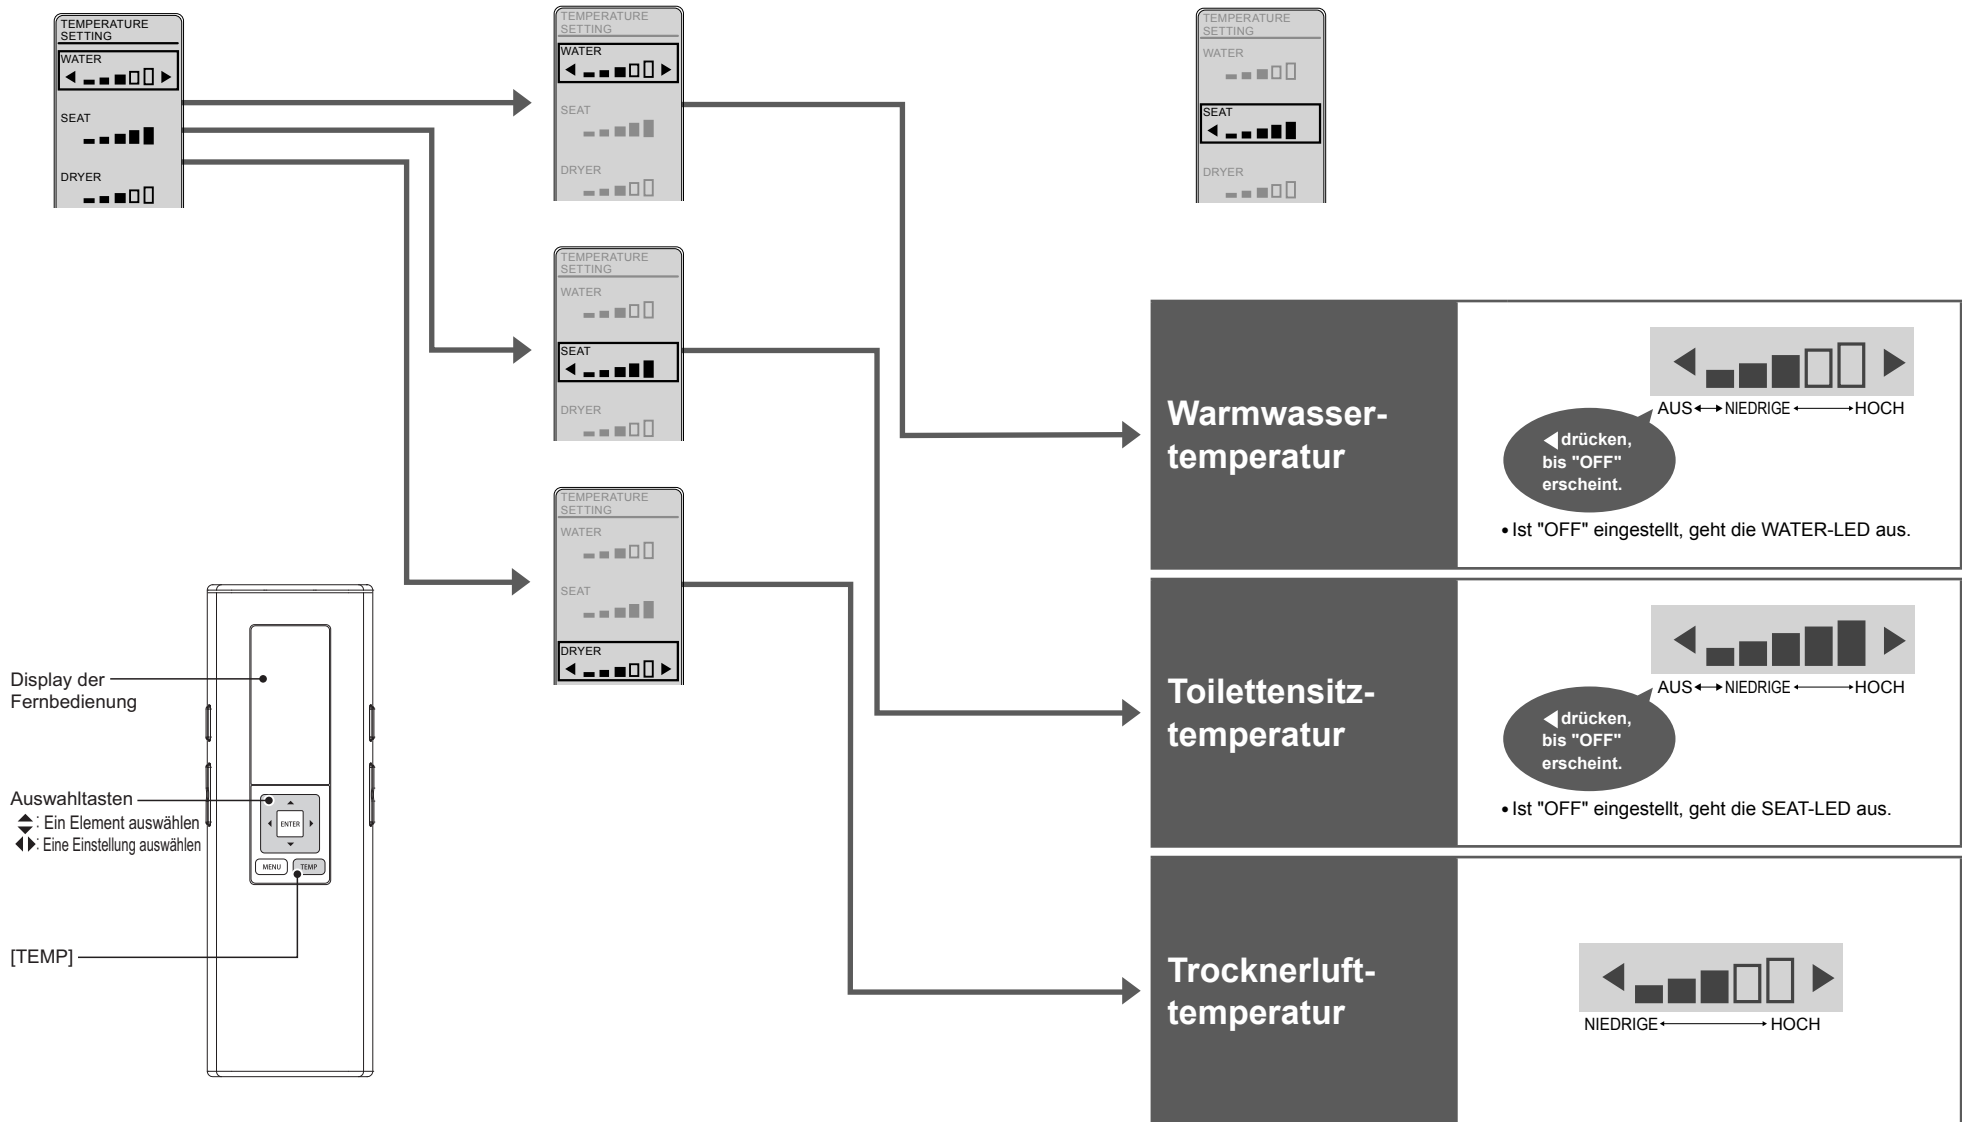 TEMPERATURE
SETTING
WATER
SEAT
DRYER
TEMPERATURE
SETTING
WATER
SEAT
DRYER
TEMPERATURE
SETTING
WATER
SEAT
DRYER
TEMPERATURE
SETTING
WATER
SEAT
DRYER
TEMPERATURE
SETTING
WATER
SEAT
DRYER
Display der
Fernbedienung
Auswahltasten
: Ein Element auswählen
: Eine Einstellung auswählen
[TEMP]
ENTER
MENU
TEMP
Warmwasser-
temperatur
AUS NIEDRIGE HOCH
drücken,
bis "OFF"
erscheint.
• Ist "OFF" eingestellt, geht die WATER-LED aus.
Toilettensitz-
temperatur
AUS NIEDRIGE HOCH
drücken,
bis "OFF"
erscheint.
• Ist "OFF" eingestellt, geht die SEAT-LED aus.
Trocknerluft-
temperatur
NIEDRIGE HOCH